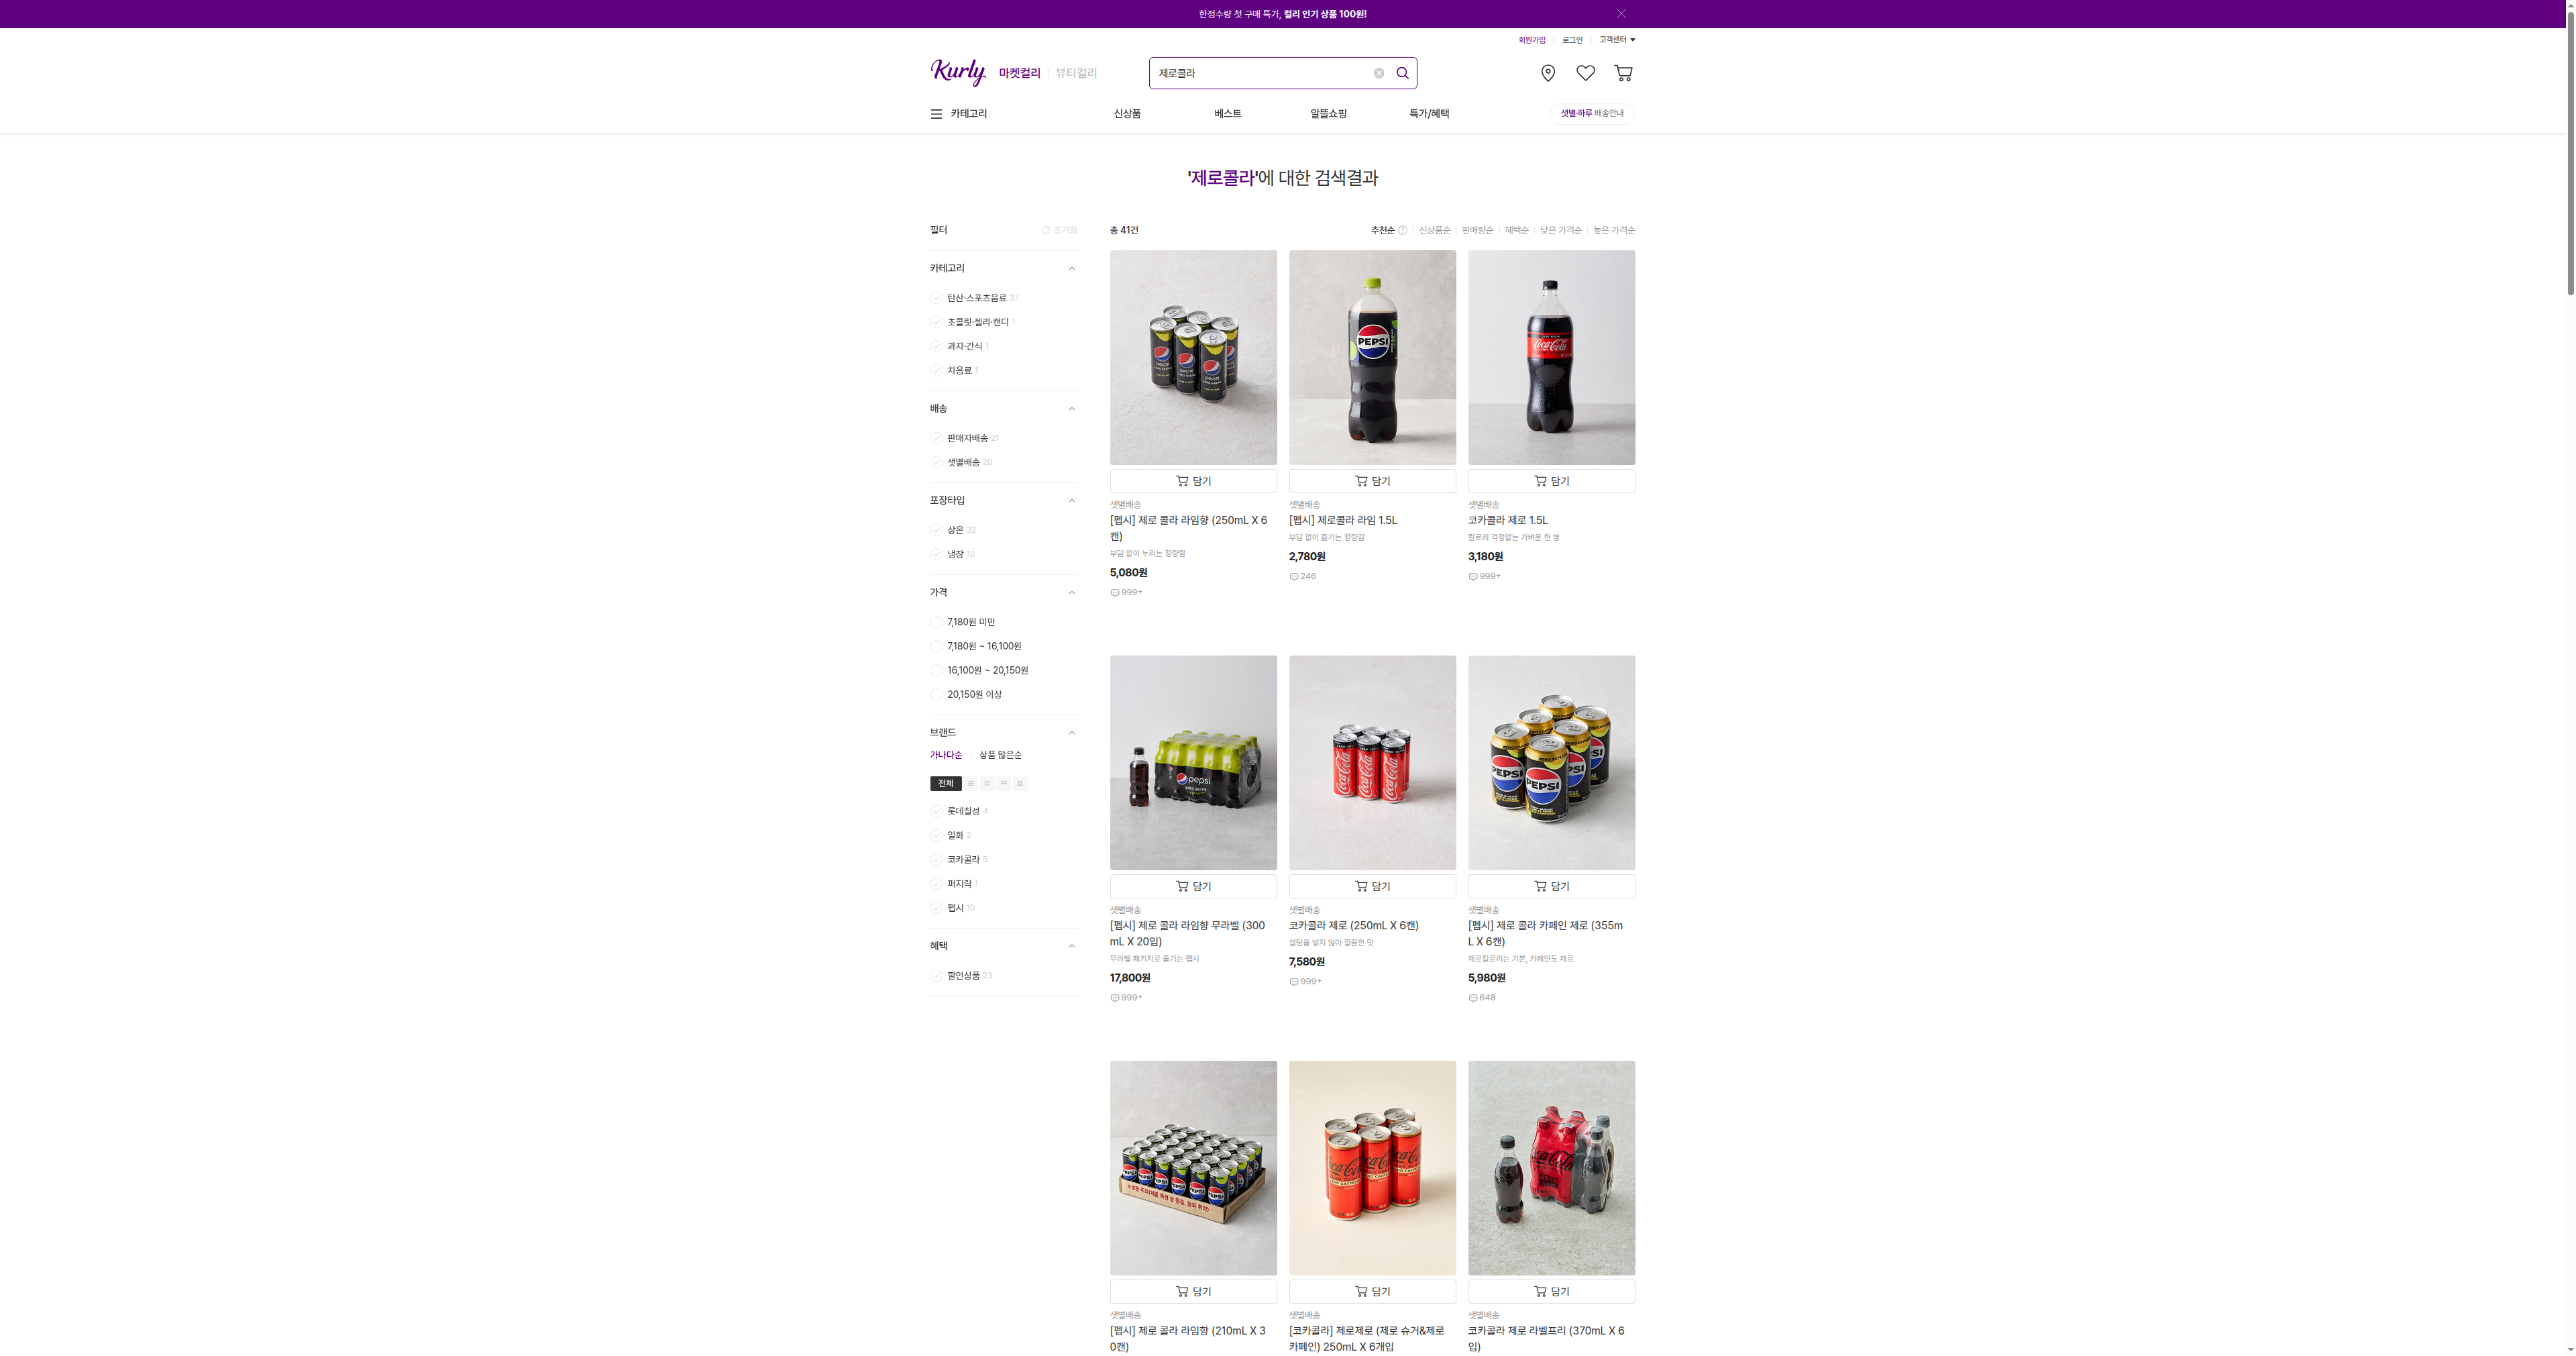 한정수량 첫 구매 특가, 컬리 인기 상품 100원!
회원가입 로그인 고객센터
Kurly 마켓컬리 뷰티컬리
제로콜라
카테고리 신상품 베스트 알뜰쇼핑 특가/혜택 샛별·하루 배송안내
'제로콜라'에 대한 검색결과
필터 초기화
카테고리
탄산·스포츠음료 37
초콜릿·젤리·캔디 1
과자·간식 1
차음료 1
배송
판매자배송 21
샛별배송 20
포장타입
상온 32
냉장 10
가격
7,180원 미만
7,180원 ~ 16,100원
16,100원 ~ 20,150원
20,150원 이상
브랜드
가나다순 상품 많은순
전체 ㄹ ㅇ ㅋ ㅍ
롯데칠성 4
일화 2
코카콜라 5
퍼지락 1
펩시 10
혜택
할인상품 23
총 41건 추천순 신상품순 판매량순 혜택순 낮은 가격순 높은 가격순
담기
샛별배송
[펩시] 제로 콜라 라임향 (250mL X 6
캔)
부담 없이 누리는 청량함
5,080원
999+
PEPSI
담기
샛별배송
[펩시] 제로콜라 라임 1.5L
부담 없이 즐기는 청량감
2,780원
246
Coca-Cola
담기
샛별배송
코카콜라 제로 1.5L
칼로리 걱정없는 가벼운 한 병
3,180원
999+
pepsi
담기
샛별배송
[펩시] 제로 콜라 라임향 무라벨 (300
mL X 20입)
무라벨 패키지로 즐기는 펩시
17,800원
999+
Coca-Cola
담기
샛별배송
코카콜라 제로 (250mL X 6캔)
설탕을 넣지 않아 깔끔한 맛
7,580원
999+
PEPSI
담기
샛별배송
[펩시] 제로 콜라 카페인 제로 (355m
L X 6캔)
제로칼로리는 기본, 카페인도 제로
5,980원
648
PEPSI
담기
샛별배송
[펩시] 제로 콜라 라임향 (210mL X 3
0캔)
Coca-Cola
담기
샛별배송
[코카콜라] 제로제로 (제로 슈거&제로
카페인) 250mL X 6개입
Coca-Cola
담기
샛별배송
코카콜라 제로 라벨프리 (370mL X 6
입)